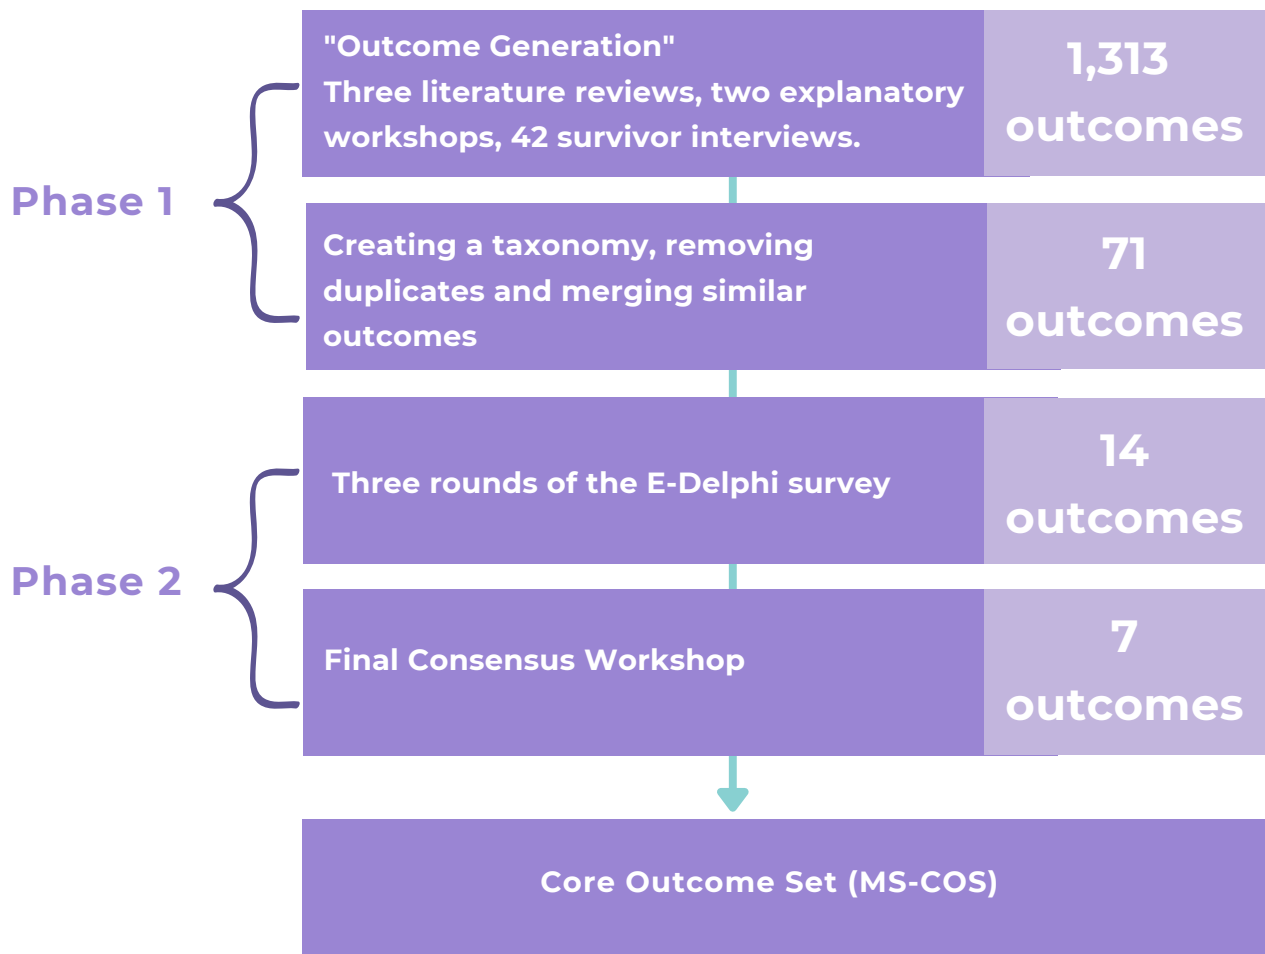 "Outcome Generation"
Three literature reviews, two explanatory
workshops, 42 survivor interviews.
1,313
outcomes
Phase 1
Creating a taxonomy, removing
duplicates and merging similar
outcomes
71
outcomes
Three rounds of the E-Delphi survey
14
outcomes
Phase 2
Final Consensus Workshop
7
outcomes
Core Outcome Set (MS-COS)